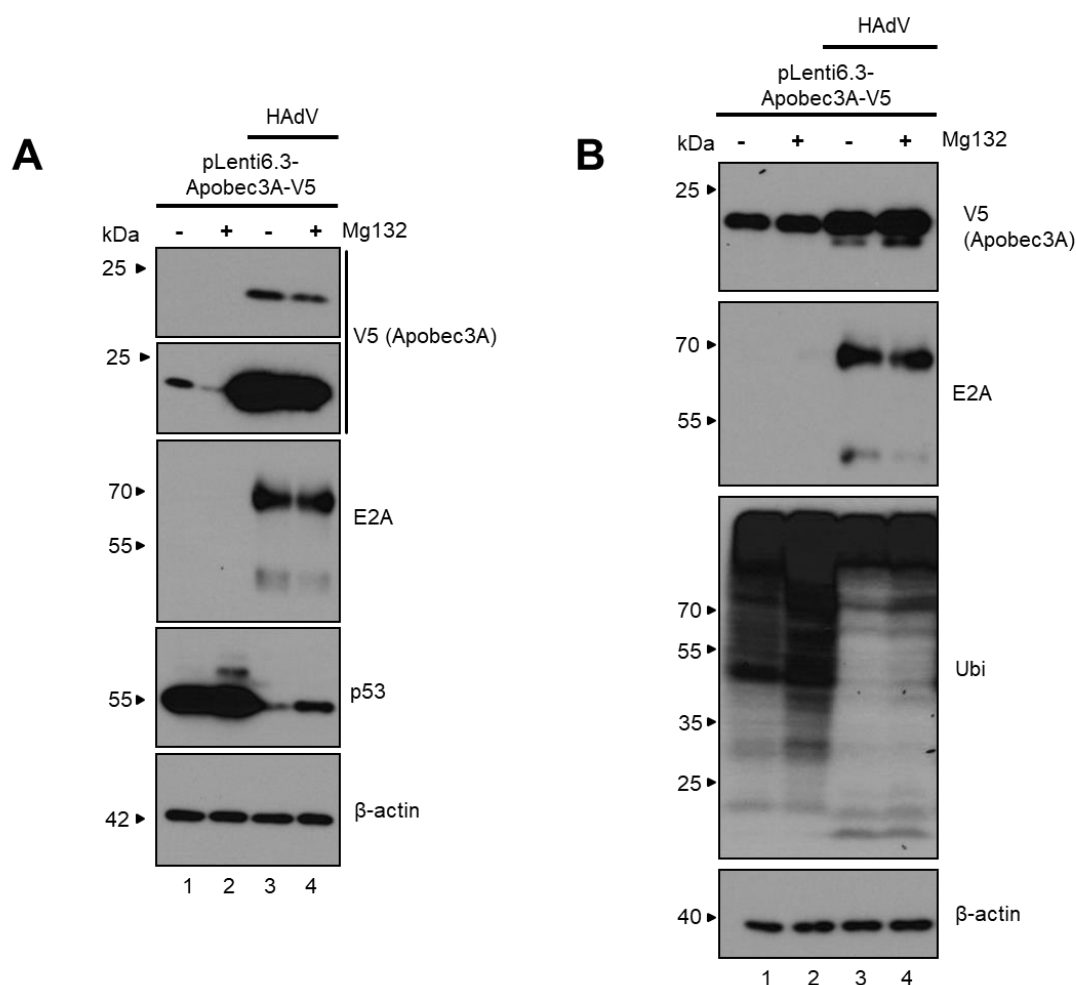 A
HAdV
pLenti6.3-
Apobec3A-V5
kDa - + - + Mg132
25
V5 (Apobec3A)
25
70
E2A
55
55
p53
42
β-actin
1 2 3 4
B
HAdV
pLenti6.3-
Apobec3A-V5
kDa - + - + Mg132
25
V5
(Apobec3A)
70
E2A
55
70
55
Ubi
35
25
40
β-actin
1 2 3 4